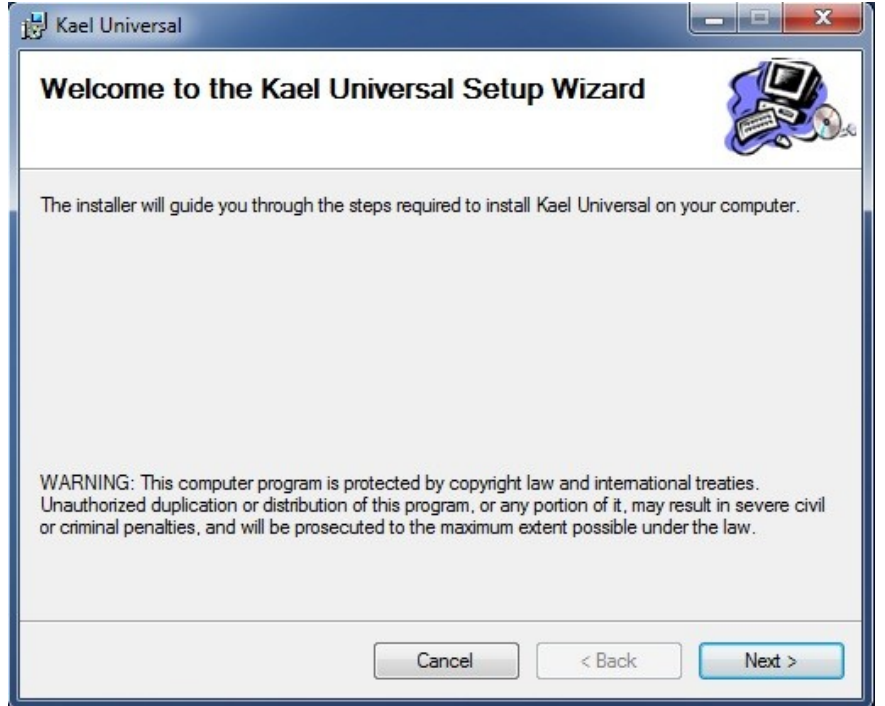 Kael Universal
Welcome to the Kael Universal Setup Wizard
The installer will guide you through the steps required to install Kael Universal on your computer.
WARNING: This computer program is protected by copyright law and international treaties.
Unauthorized duplication or distribution of this program, or any portion of it, may result in severe civil
or criminal penalties, and will be prosecuted to the maximum extent possible under the law.
Cancel
< Back
Next >